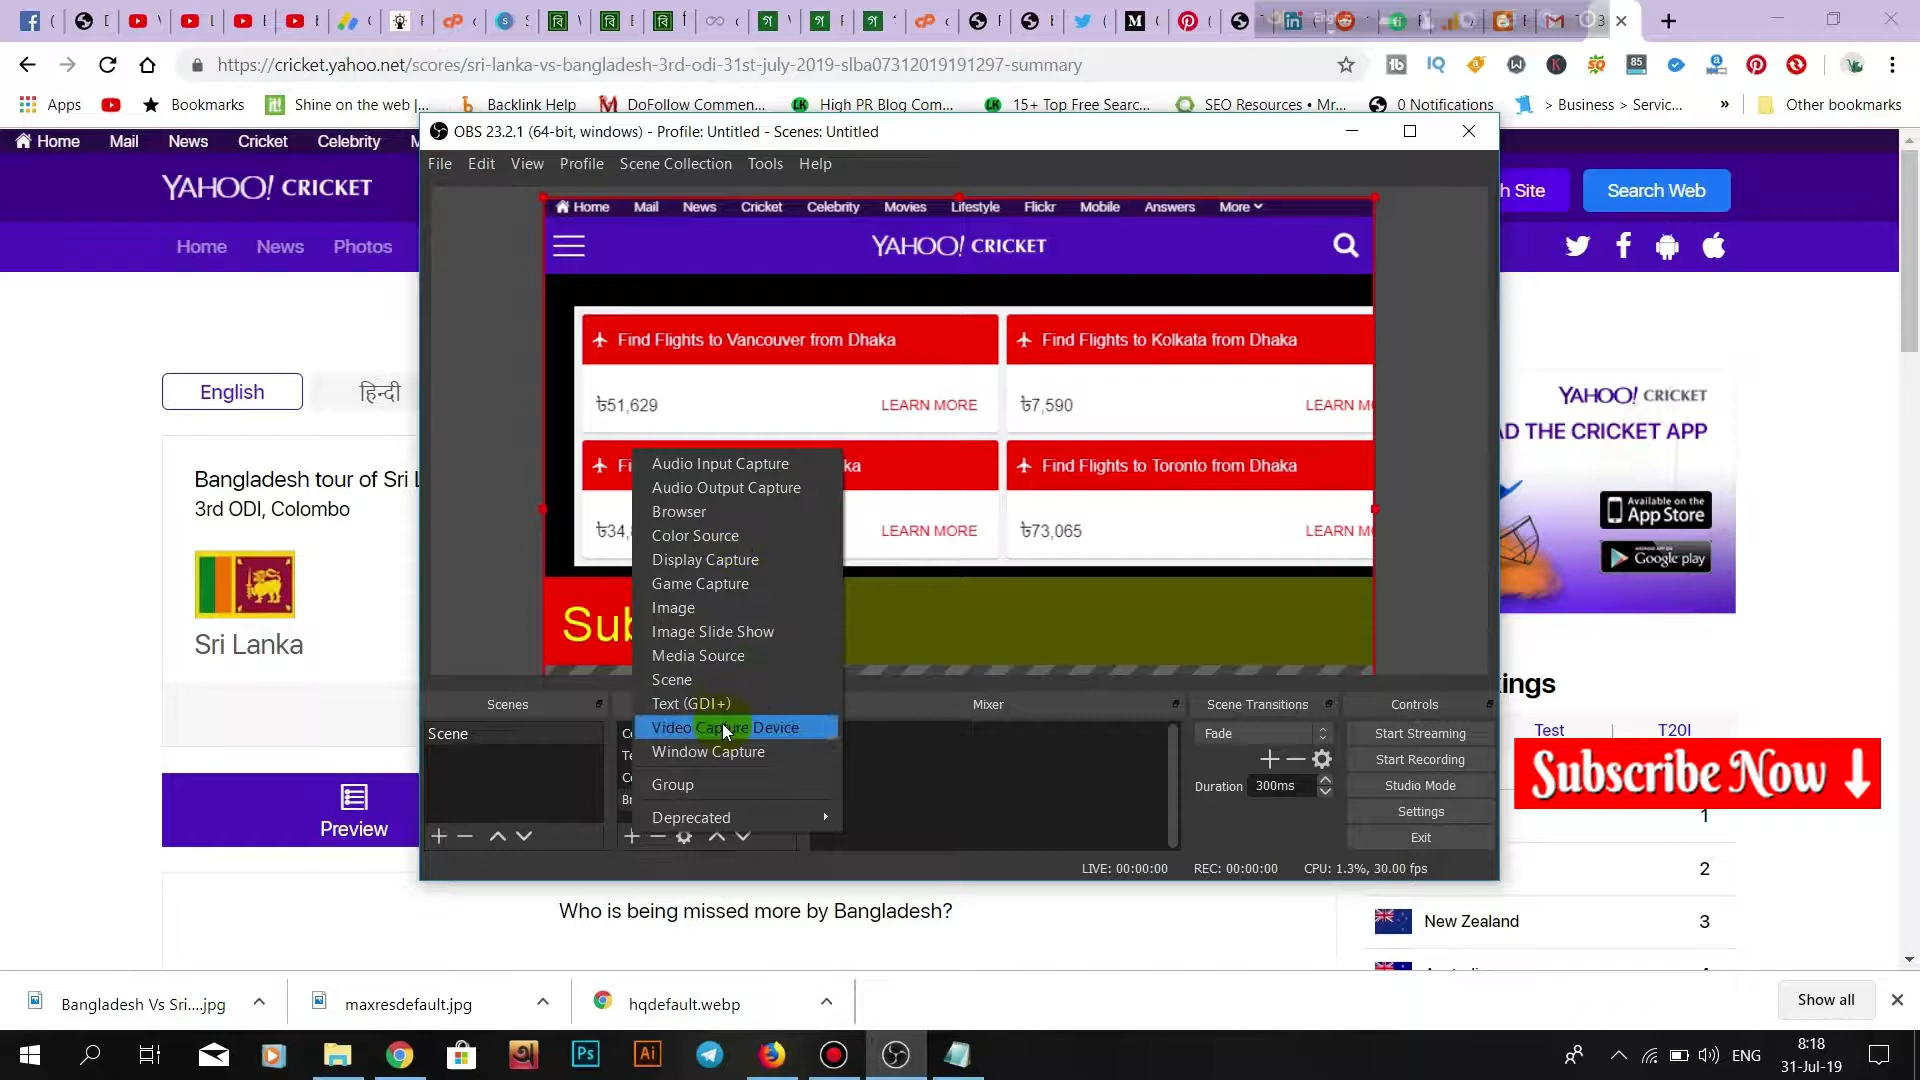 https://cricket.yahoo.net/scores/sri-lanka-vs-bangladesh-3rd-odi-31st-july-2019-slba07312019191297-summary
Apps
Bookmarks
Shine on the web |...
Backlink Help
DoFollow Commen...
High PR Blog Com...
15+ Top Free Searc...
SEO Resources • Mr...
0 Notifications
> Business > Servic...
»
Other bookmarks
Home Mail News Cricket Celebrity
YAHOO! CRICKET
Home News Photos
h Site
Search Web
English
हिन्दी
Bangladesh tour of Sri L
3rd ODI, Colombo
Sri Lanka
Preview
OBS 23.2.1 (64-bit, windows) - Profile: Untitled - Scenes: Untitled
File Edit View Profile Scene Collection Tools Help
Home Mail News Cricket Celebrity Movies Lifestyle Flickr Mobile Answers More
YAHOO! CRICKET
Find Flights to Vancouver from Dhaka
৳51,629 LEARN MORE
Find Flights to Kolkata from Dhaka
৳7,590 LEARN M
Fi ka
৳34, LEARN MORE
Find Flights to Toronto from Dhaka
৳73,065 LEARN M
Sub
Audio Input Capture
Audio Output Capture
Browser
Color Source
Display Capture
Game Capture
Image
Image Slide Show
Media Source
Scene
Text (GDI+)
Video Capture Device
Window Capture
Group
Deprecated
Scenes
Scene
Mixer
Scene Transitions
Fade
Duration 300ms
Controls
Start Streaming
Start Recording
Studio Mode
Settings
Exit
LIVE: 00:00:00 REC: 00:00:00 CPU: 1.3%, 30.00 fps
YAHOO! CRICKET
AD THE CRICKET APP
Available on the
App Store
Google play
kings
Test | T20I
Subscribe Now
1
2
New Zealand 3
Who is being missed more by Bangladesh?
Bangladesh Vs Sri....jpg
maxresdefault.jpg
hqdefault.webp
Show all
Ps
Ai
ENG
8:18
31-Jul-19